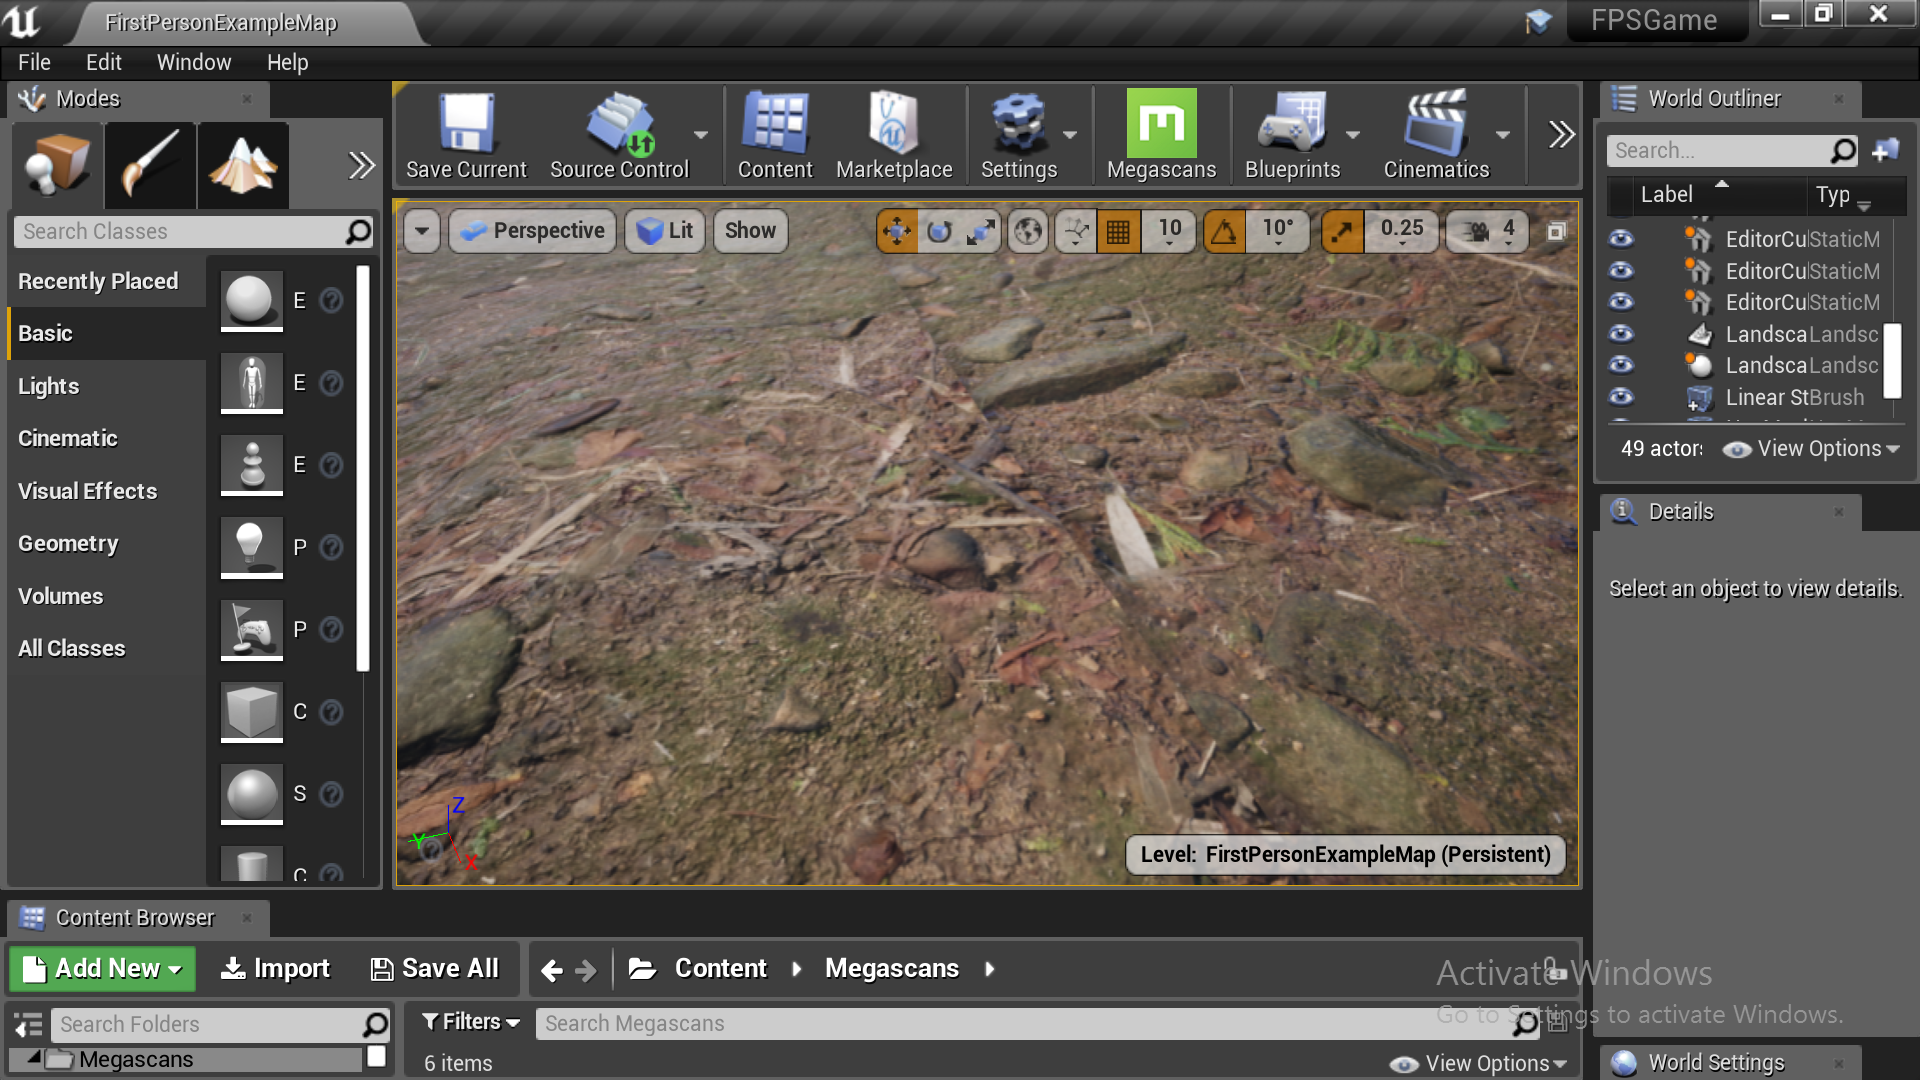 FirstPersonExampleMap
FPSGame
File Edit Window Help
Modes
Save Current
Source Control
Content
Marketplace
Settings
Megascans
Blueprints
Cinematics
World Outliner
Search...
Label
Typ
Search Classes
Perspective
Lit
Show
10
10°
0.25
4
Recently Placed
Basic
Lights
Cinematic
Visual Effects
Geometry
Volumes
All Classes
E
E
E
P
P
C
S
C
EditorCu StaticM
EditorCu StaticM
EditorCu StaticM
Landsca Landsc
Landsca Landsc
Linear St Brush
49 actors
View Options
Details
Select an object to view details.
Z
Y
X
Level: FirstPersonExampleMap (Persistent)
Content Browser
Add New
Import
Save All
Content
Megascans
Search Folders
Filters
Search Megascans
Megascans
6 items
View Options
Activate Windows
Go to Settings to activate Windows.
World Settings